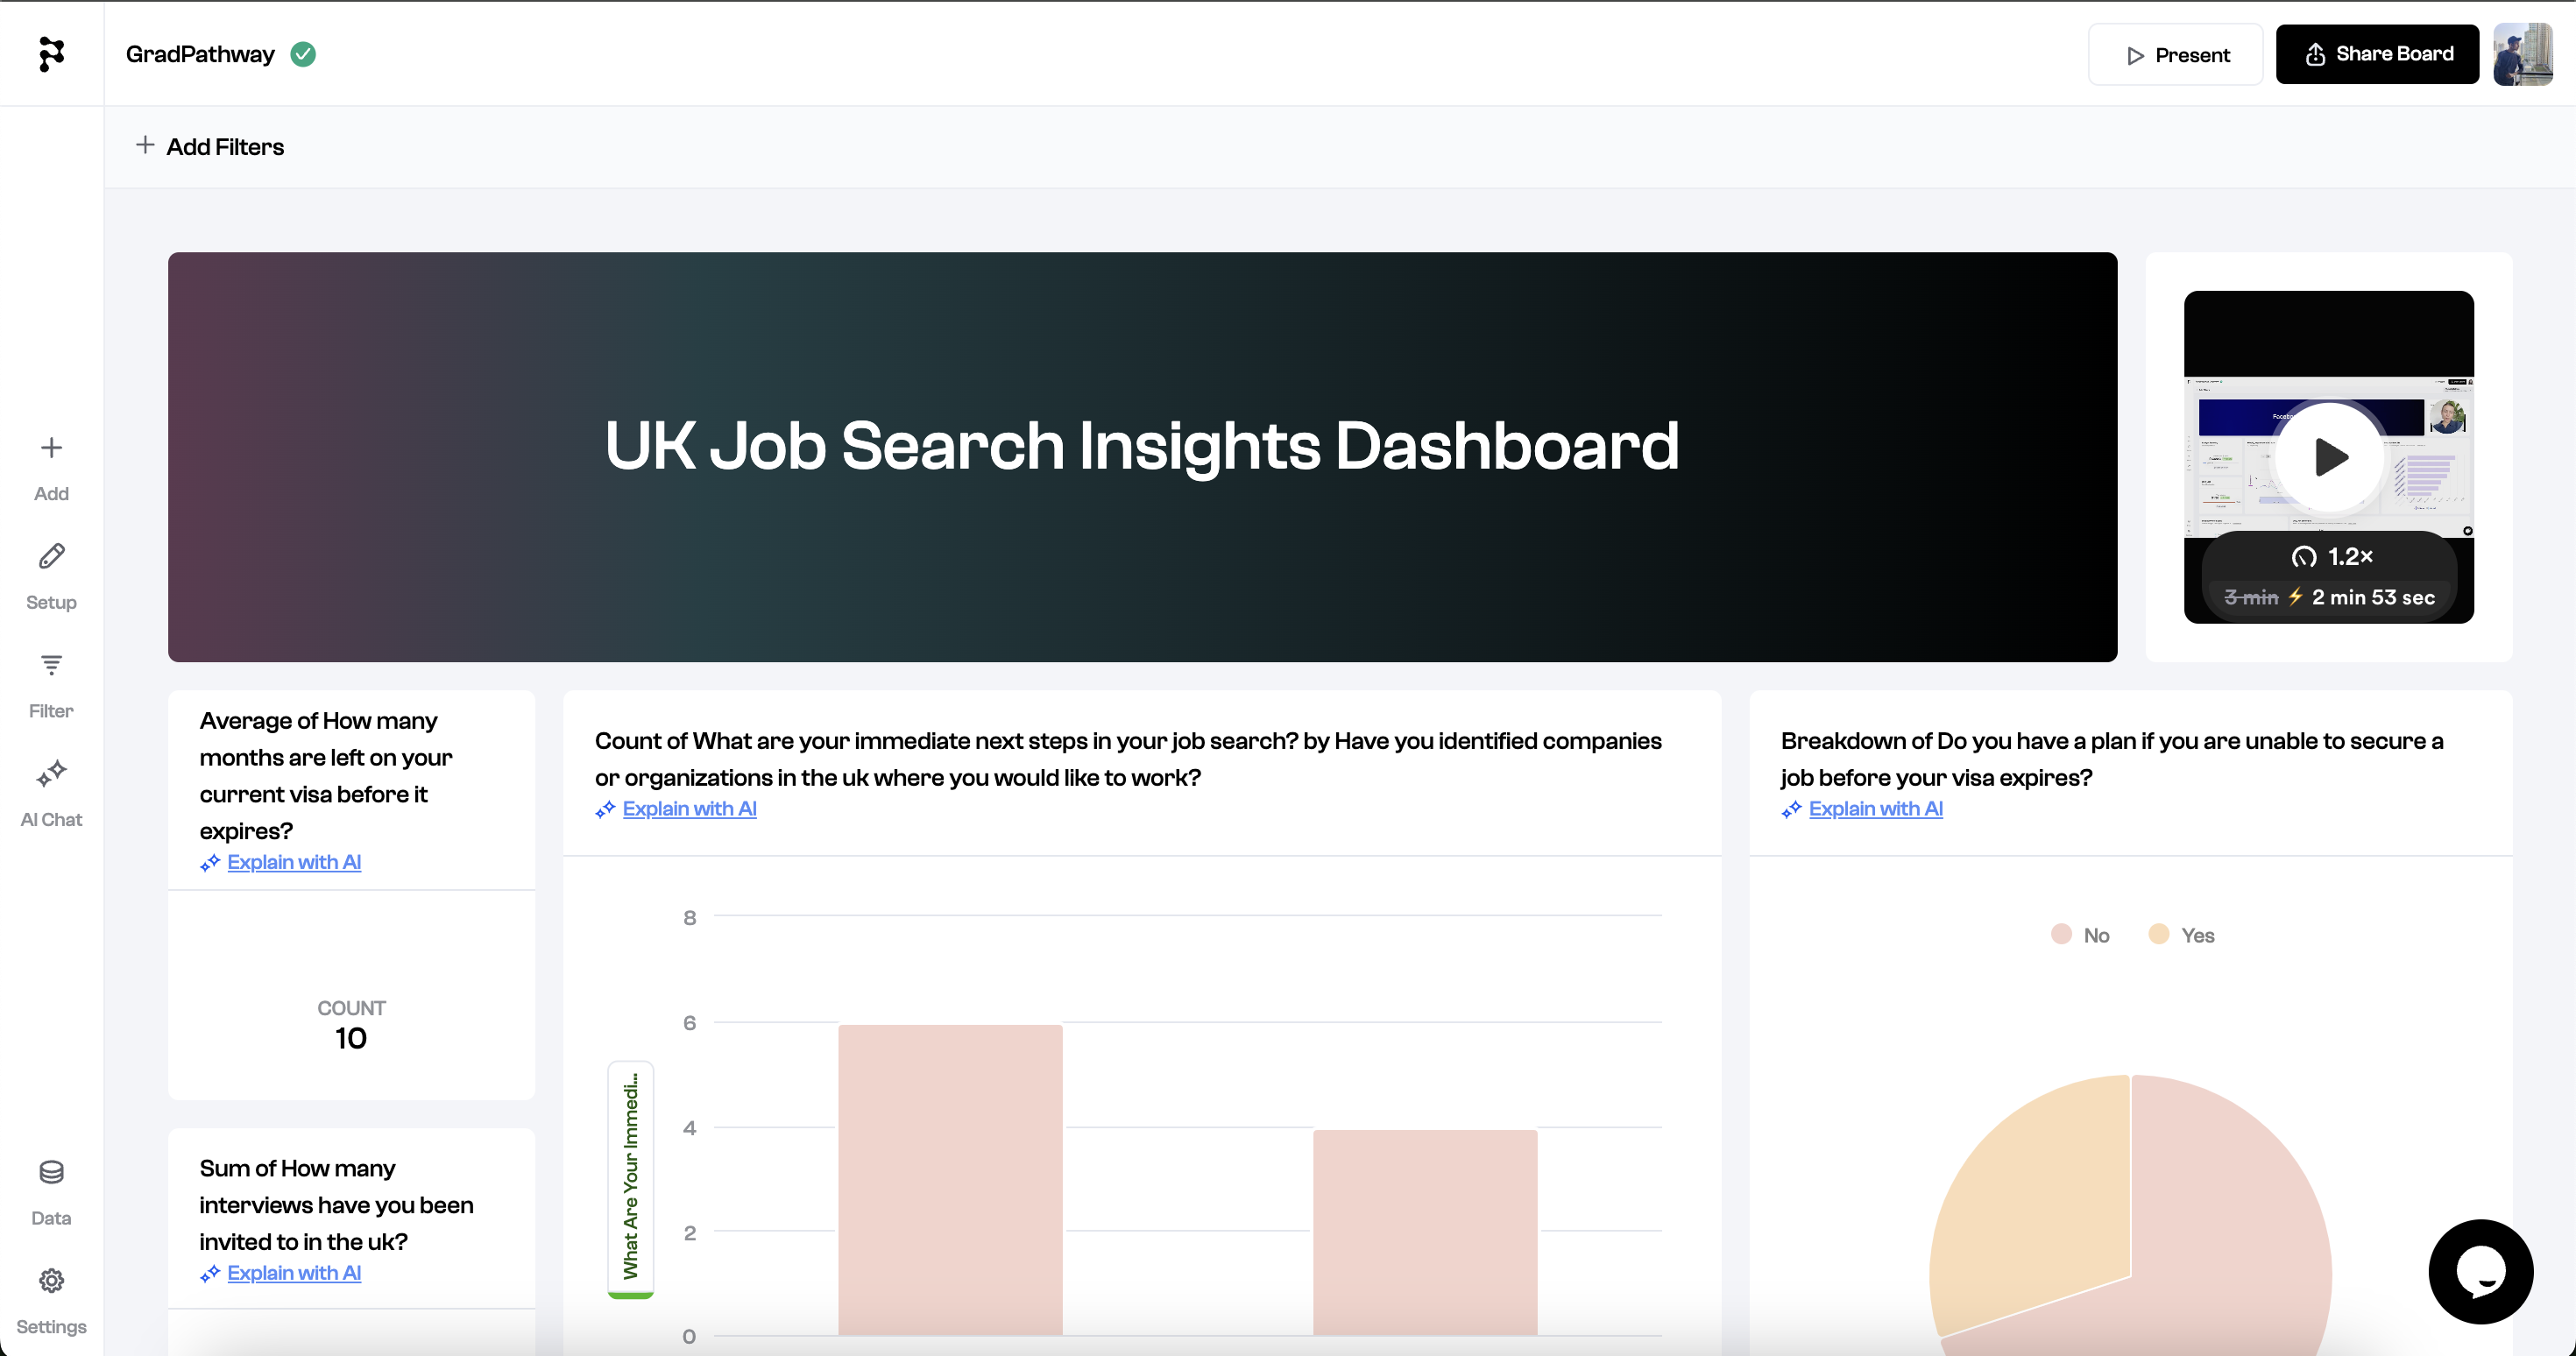 GradPathway
Present
Share Board
Add Filters
UK Job Search Insights Dashboard
1.2×
3 min ⚡ 2 min 53 sec
Add
Setup
Filter
AI Chat
Data
Settings
Average of How many
months are left on your
current visa before it
expires?
Explain with AI
COUNT
10
Sum of How many
interviews have you been
invited to in the uk?
Explain with AI
Count of What are your immediate next steps in your job search? by Have you identified companies
or organizations in the uk where you would like to work?
Explain with AI
What Are Your Immedi...
8
6
4
2
0
Breakdown of Do you have a plan if you are unable to secure a
job before your visa expires?
Explain with AI
No
Yes